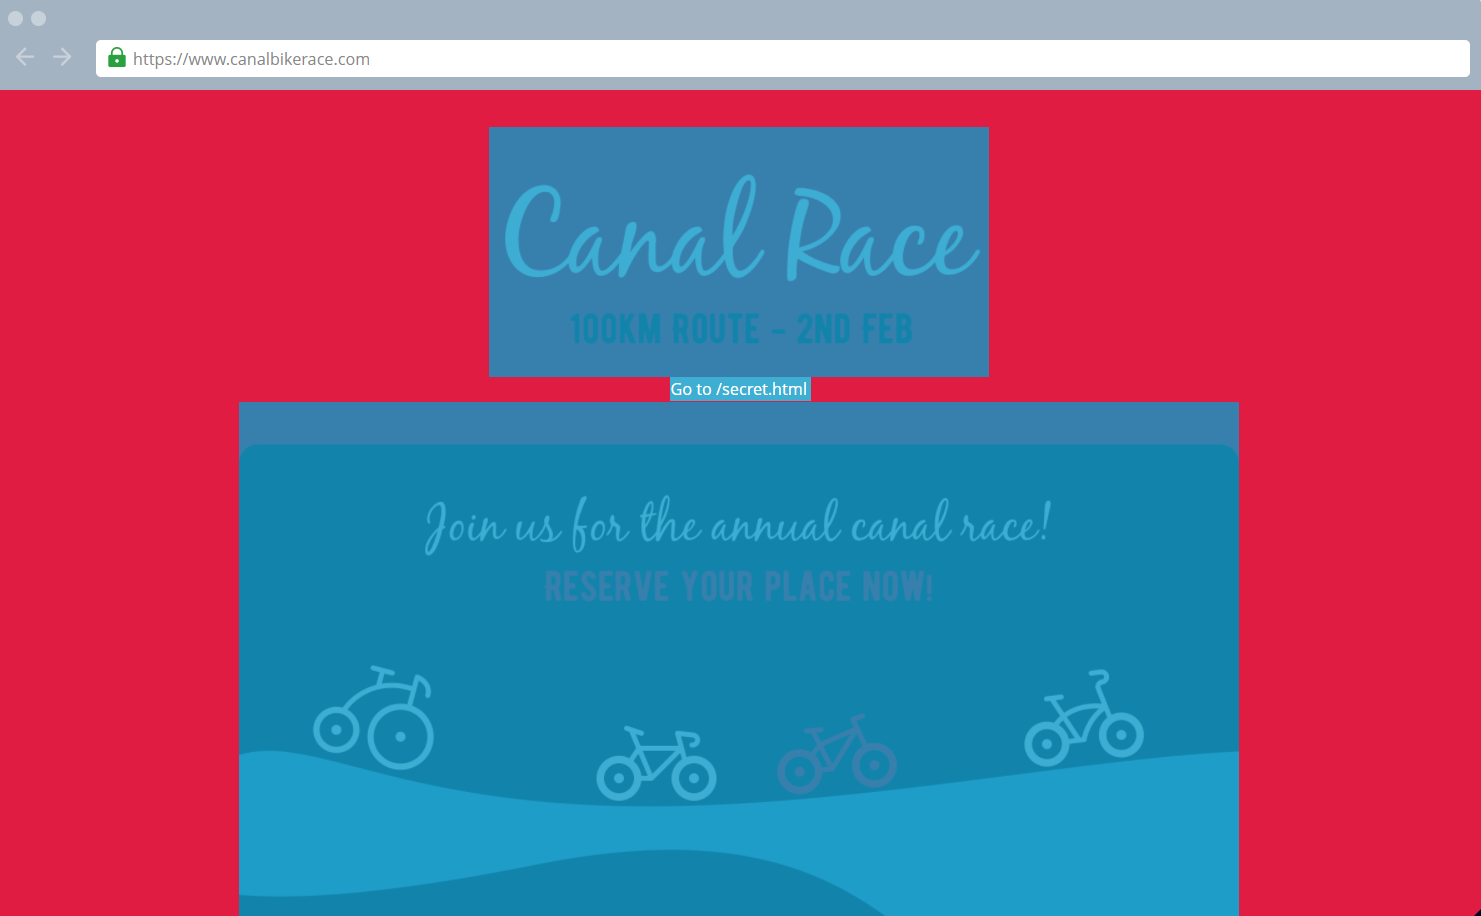 https://www.canalbikerace.com
Canal Race
100KM ROUTE - 2ND FEB
Go to /secret.html
Join us for the annual canal race!
RESERVE YOUR PLACE NOW!